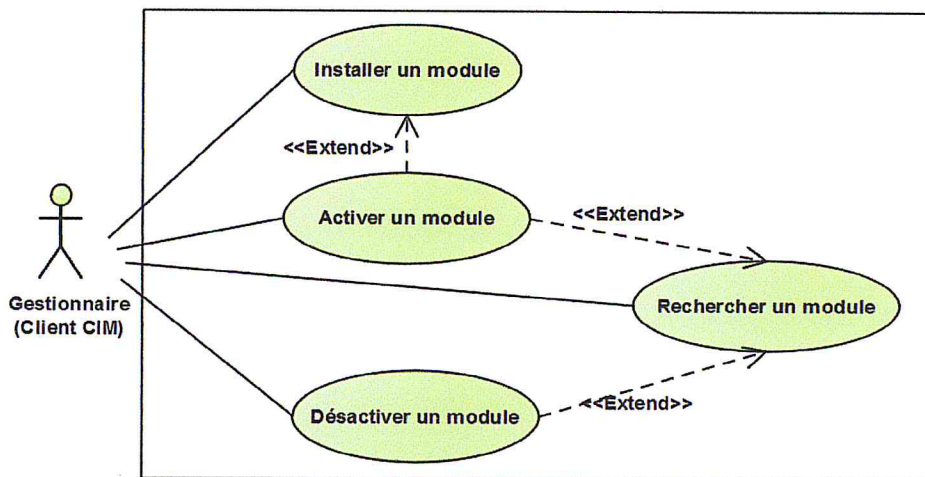 Installer un module
<<Extend>>
Activer un module
<<Extend>>
Gestionnaire
(Client CIM)
Rechercher un module
Désactiver un module
<<Extend>>